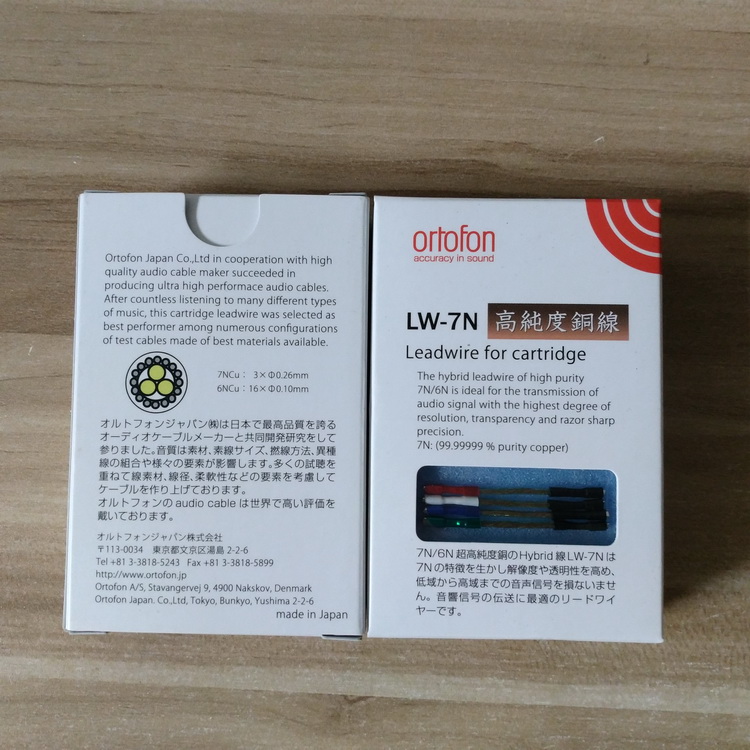 Ortofon Japan Co.,Ltd in cooperation with high
quality audio cable maker succeeded in
producing ultra high performace audio cables.
After countless listening to many different types
of music, this cartridge leadwire was selected as
best performer among numerous configurations
of test cables made of best materials available.
7NCu： 3×Φ0.26mm
6NCu：16×Φ0.10mm
オルトフォンジャパン㈱は日本で最高品質を誇る
オーディオケーブルメーカーと共同開発研究をして
参りました。音質は素材、素線サイズ、撚線方法、異種
線の組合や様々の要素が影響します。多くの試聴を
重ねて線素材、線径、柔軟性などの要素を考慮して
ケーブルを作り上げております。
オルトフォンのaudio cableは世界で高い評価を
戴いております。
オルトフォンジャパン株式会社
〒113-0034 東京都文京区湯島 2-2-6
Tel +81 3-3818-5243 Fax +81 3-3818-5899
http://www.ortofon.jp
Ortofon A/S, Stavangervej 9, 4900 Nakskov, Denmark
Ortofon Japan. Co.,Ltd, Tokyo, Bunkyo, Yushima 2-2-6
made in Japan
ortofon
accuracy in sound
LW-7N 高純度銅線
Leadwire for cartridge
The hybrid leadwire of high purity
7N/6N is ideal for the transmission of
audio signal with the highest degree of
resolution, transparency and razor sharp
precision.
7N: (99.99999 % purity copper)
7N/6N超高純度銅のHybrid線LW-7Nは
7Nの特徴を生かし解像度や透明性を高め、
低域から高域までの音声信号を損ないませ
ん。音響信号の伝送に最適のリードワイ
ヤーです。